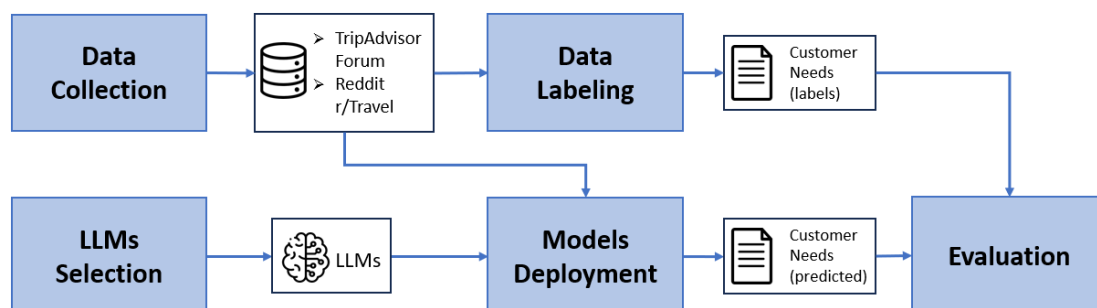 Data
Collection
➢ TripAdvisor
Forum
➢ Reddit
r/Travel
Data
Labeling
Customer
Needs
(labels)
LLMs
Selection
LLMs
Models
Deployment
Customer
Needs
(predicted)
Evaluation